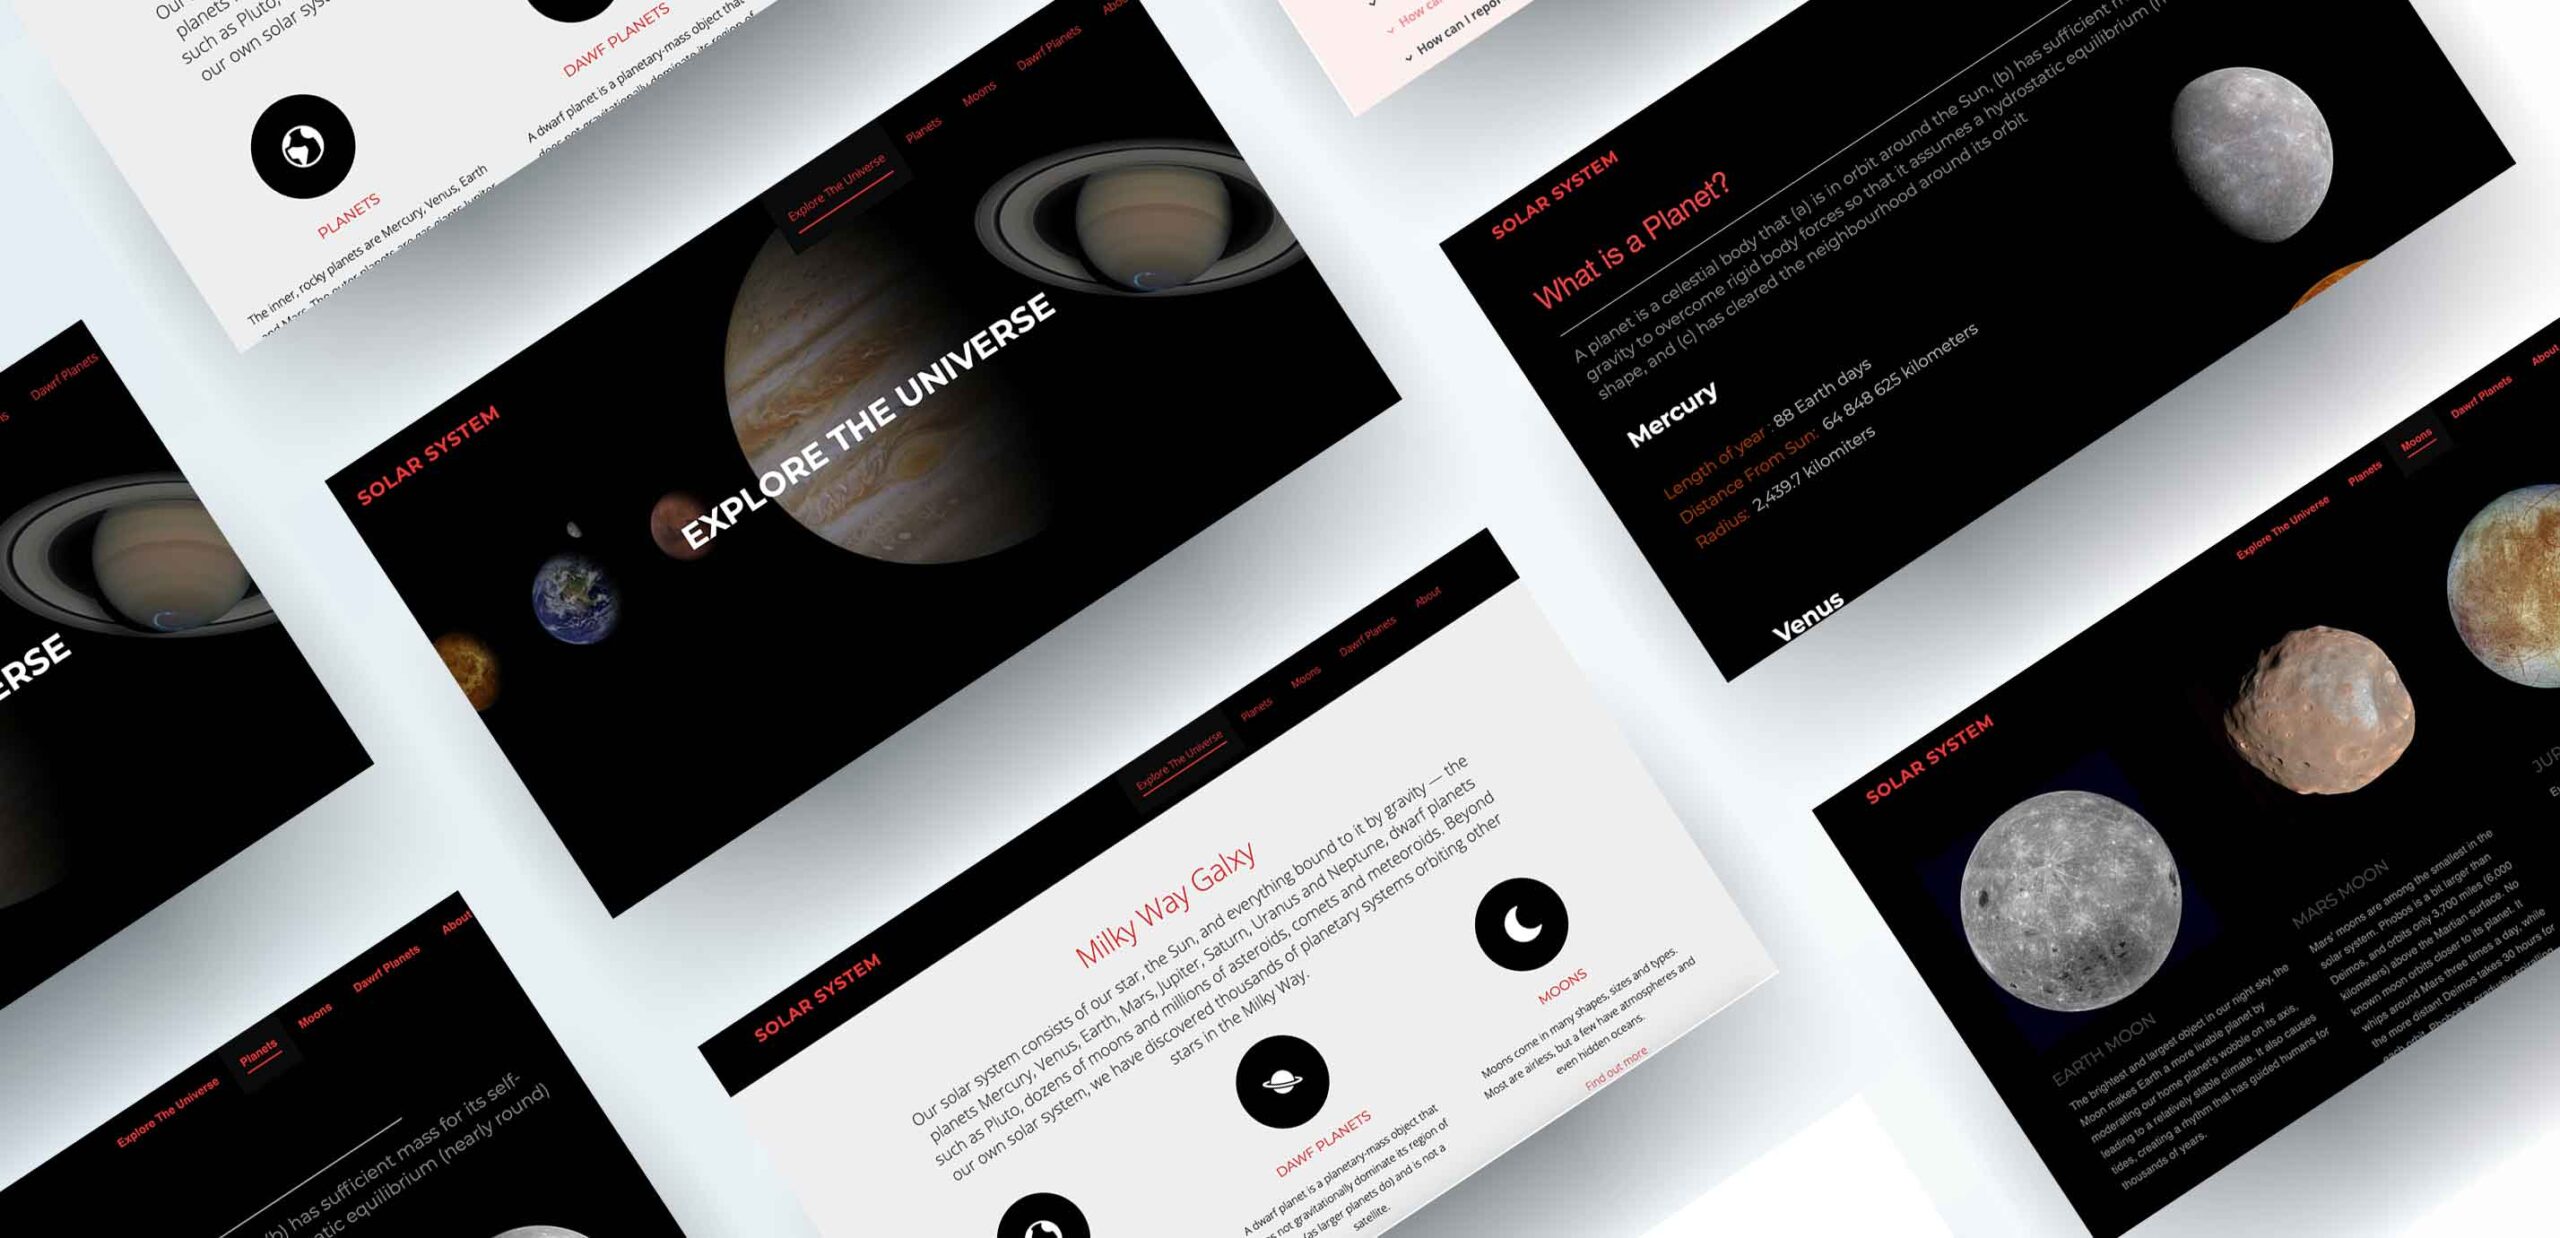 Our
planets
such as Pluto,
our own solar sys
DAWF PLANETS
A dwarf planet is a planetary-mass object that
does not gravitationally dominate its region of
PLANETS
The inner, rocky planets are Mercury, Venus, Earth
and Mars. The outer planets are gas giants Jupiter
SOLAR SYSTEM
Explore The Universe
Planets
Moons
Dawrf Planets
Abou
EXPLORE THE UNIVERSE
How ca
How can I repor
SOLAR SYSTEM
What is a Planet?
A planet is a celestial body that (a) is in orbit around the Sun, (b) has sufficient
gravity to overcome rigid body forces so that it assumes a hydrostatic equilibrium
shape, and (c) has cleared the neighbourhood around its orbit
Mercury
Length of year : 88 Earth days
Distance From Sun: 64 848 625 kilometers
Radius: 2,439.7 kilomiters
Venus
Dawrf Planets
ERSE
Explore The Universe
Planets
Moons
Dawrf Planets
About
(b) has sufficient mass for its self-
atic equilibrium (nearly round)
SOLAR SYSTEM
Explore The Universe
Planets
Moons
Dawrf Planets
About
Milky Way Galxy
Our solar system consists of our star, the Sun, and everything bound to it by gravity — the
planets Mercury, Venus, Earth, Mars, Jupiter, Saturn, Uranus and Neptune, dwarf planets
such as Pluto, dozens of moons and millions of asteroids, comets and meteoroids. Beyond
our own solar system, we have discovered thousands of planetary systems orbiting other
stars in the Milky Way.
DAWF PLANETS
A dwarf planet is a planetary-mass object that
es not gravitationally dominate its region of
(as larger planets do) and is not a
satellite.
MOONS
Moons come in many shapes, sizes and types.
Most are airless, but a few have atmospheres and
even hidden oceans.
Find out more
SOLAR SYSTEM
Explore The Universe
Planets
Moons
Dawrf Planets
About
EARTH MOON
The brightest and largest object in our night sky, the
Moon makes Earth a more livable planet by
moderating our home planet's wobble on its axis,
leading to a relatively stable climate. It also causes
tides, creating a rhythm that has guided humans for
thousands of years.
MARS MOON
Mars' moons are among the smallest in the
solar system. Phobos is a bit larger than
Deimos, and orbits only 3,700 miles (6,000
kilometers) above the Martian surface. No
known moon orbits closer to its planet. It
whips around Mars three times a day, while
the more distant Deimos takes 30 hours for
each orbit. Phobos is gradually spiralling
JUP